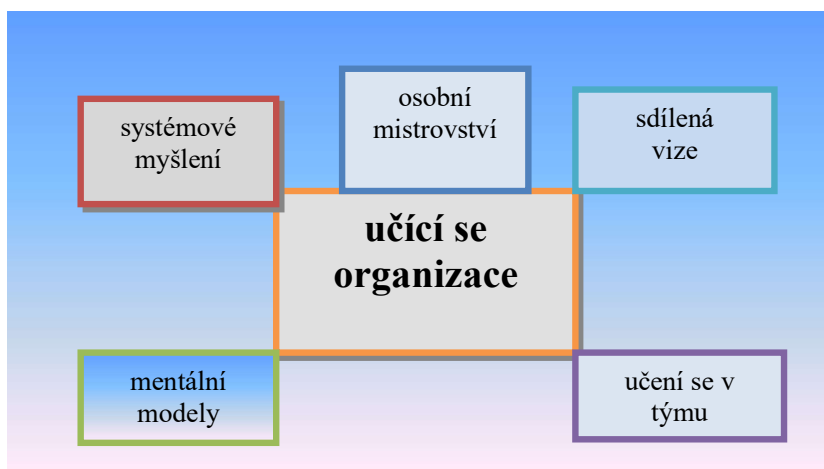 systémové
myšlení
osobní
mistrovství
sdílená
vize
učící se
organizace
mentální
modely
učení se v
týmu